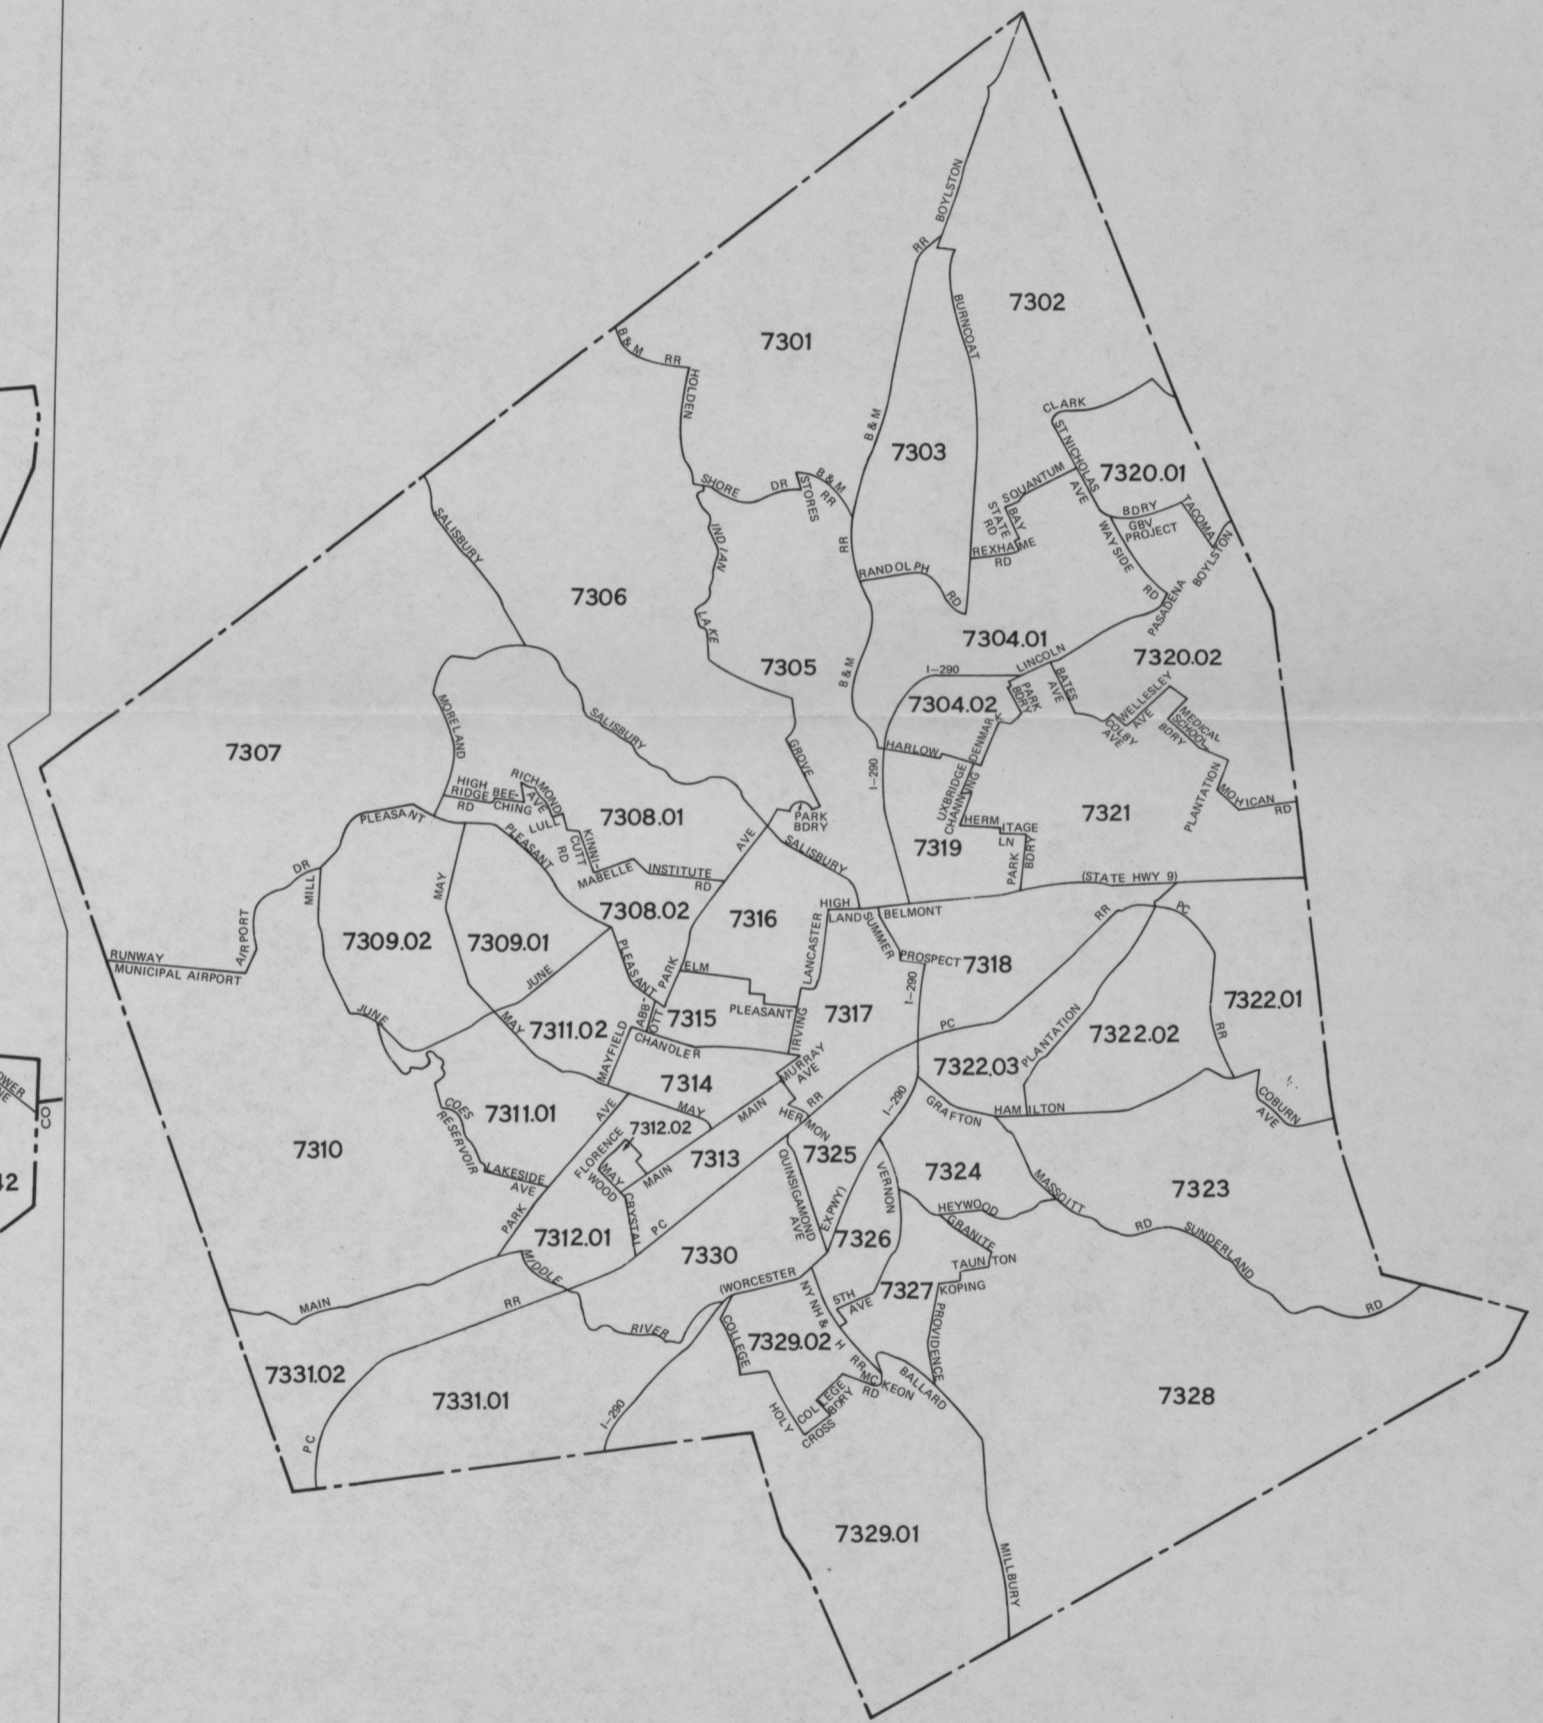 BOYLSTON
RR
7302
BURNCOAT
7301
B & M
RR
HOLDEN
CLARK
B & M
7303
ST NICHOLAS
AVE
7320.01
SQUANTUM
SHORE
DR
STORES
B & M
RR
SALISBURY
BAY
STATE
RD
BDRY
GBV
PROJECT
TACOMA
BOYLSTON
INDIAN
RR
REXHAME
RD
WAYSIDE
RD
RANDOLPH
RD
7306
PASADENA
LAKE
7304.01
LINCOLN
7320.02
7305
B & M
I-290
PARK
BDRY
BATES
AVE
7304.02
WELLESLEY
AVE
COLBY
AVE
MEDICAL
SCHOOL
BDRY
MORELAND
SALISBURY
DENMARK
7307
HARLOW
GROVE
I-290
UXBRIDGE
CHANNING
HIGH
RIDGE
RD
BEE-
CHING
RICHMOND
AVE
PLANTATION
MOHICAN
RD
PLEASANT
LULL
RD
KINNI-
CUTT
7308.01
PARK
BDRY
7321
HERM
ITAGE
LN
PLEASANT
AVE
SALISBURY
7319
PARK
BDRY
DR
MILL
MAY
MABELLE
INSTITUTE
RD
(STATE HWY 9)
HIGH
LAND
BELMONT
7308.02
7316
RR
PC
AIRPORT
7309.02
7309.01
SUMMER
LANCASTER
RUNWAY
MUNICIPAL AIRPORT
PLEASANT
PARK
ELM
PROSPECT
7318
JUNE
I-290
7322.01
JUNE
MAY
7311.02
ABB-
OTT
7315
PLEASANT
IRVING
7317
PC
PLANTATION
7322.02
RR
MAYFIELD
CHANDLER
MURRAY
AVE
7322.03
7314
COES
RESERVOIR
7311.01
AVE
MAY
MAIN
RR
HERMON
I-290
GRAFTON
HAMILTON
COBURN
AVE
7310
7312.02
FLORENCE
MAY
WOOD
MAIN
7313
7325
QUINSIGAMOND
AVE
VERNON
7324
LAKESIDE
AVE
MASSOITT
RD
7323
CRYSTAL
EXPWY)
HEYWOOD
GRANITE
PARK
7312.01
PC
7330
7326
SUNDERLAND
RD
MIDDLE
(WORCESTER
TAUNTON
KOPING
7327
MAIN
RR
NY NH & H
RR
5TH
AVE
RIVER
COLLEGE
7329.02
PROVIDENCE
7331.02
MC KEON
RD
BALLARD
7331.01
7328
I-290
COLLEGE
BDRY
HOLY
CROSS
PC
7329.01
MILLBURY
CO